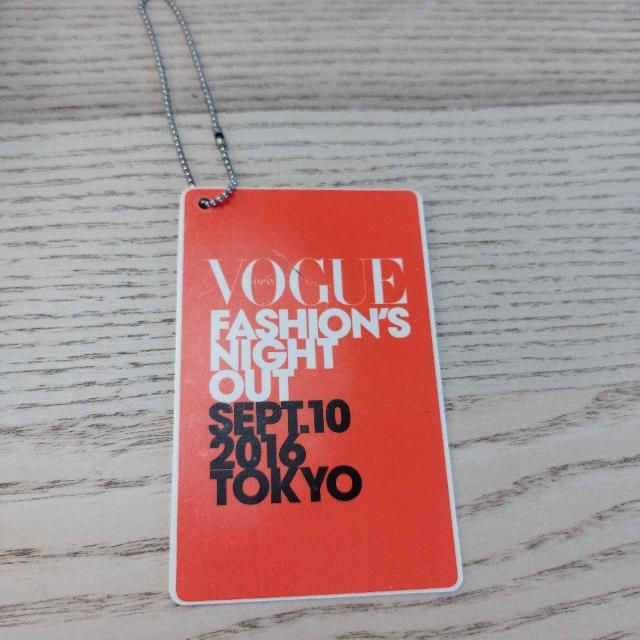 VOGUE
JAPAN
FASHION'S
NIGHT
OUT
SEPT.10
2016
TOKYO